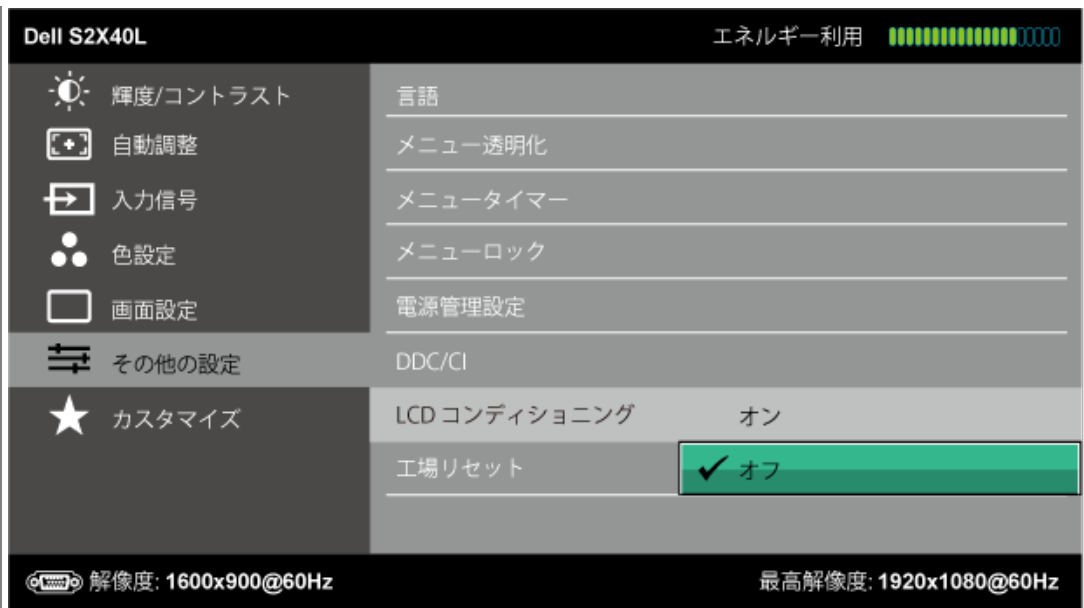 Dell S2X40L エネルギー利用
輝度/コントラスト 言語
自動調整 メニュー透明化
入力信号 メニュータイマー
色設定 メニューロック
画面設定 電源管理設定
その他の設定 DDC/CI
カスタマイズ LCD コンディショニング オン
工場リセット オフ
解像度: 1600x900@60Hz 最高解像度: 1920x1080@60Hz